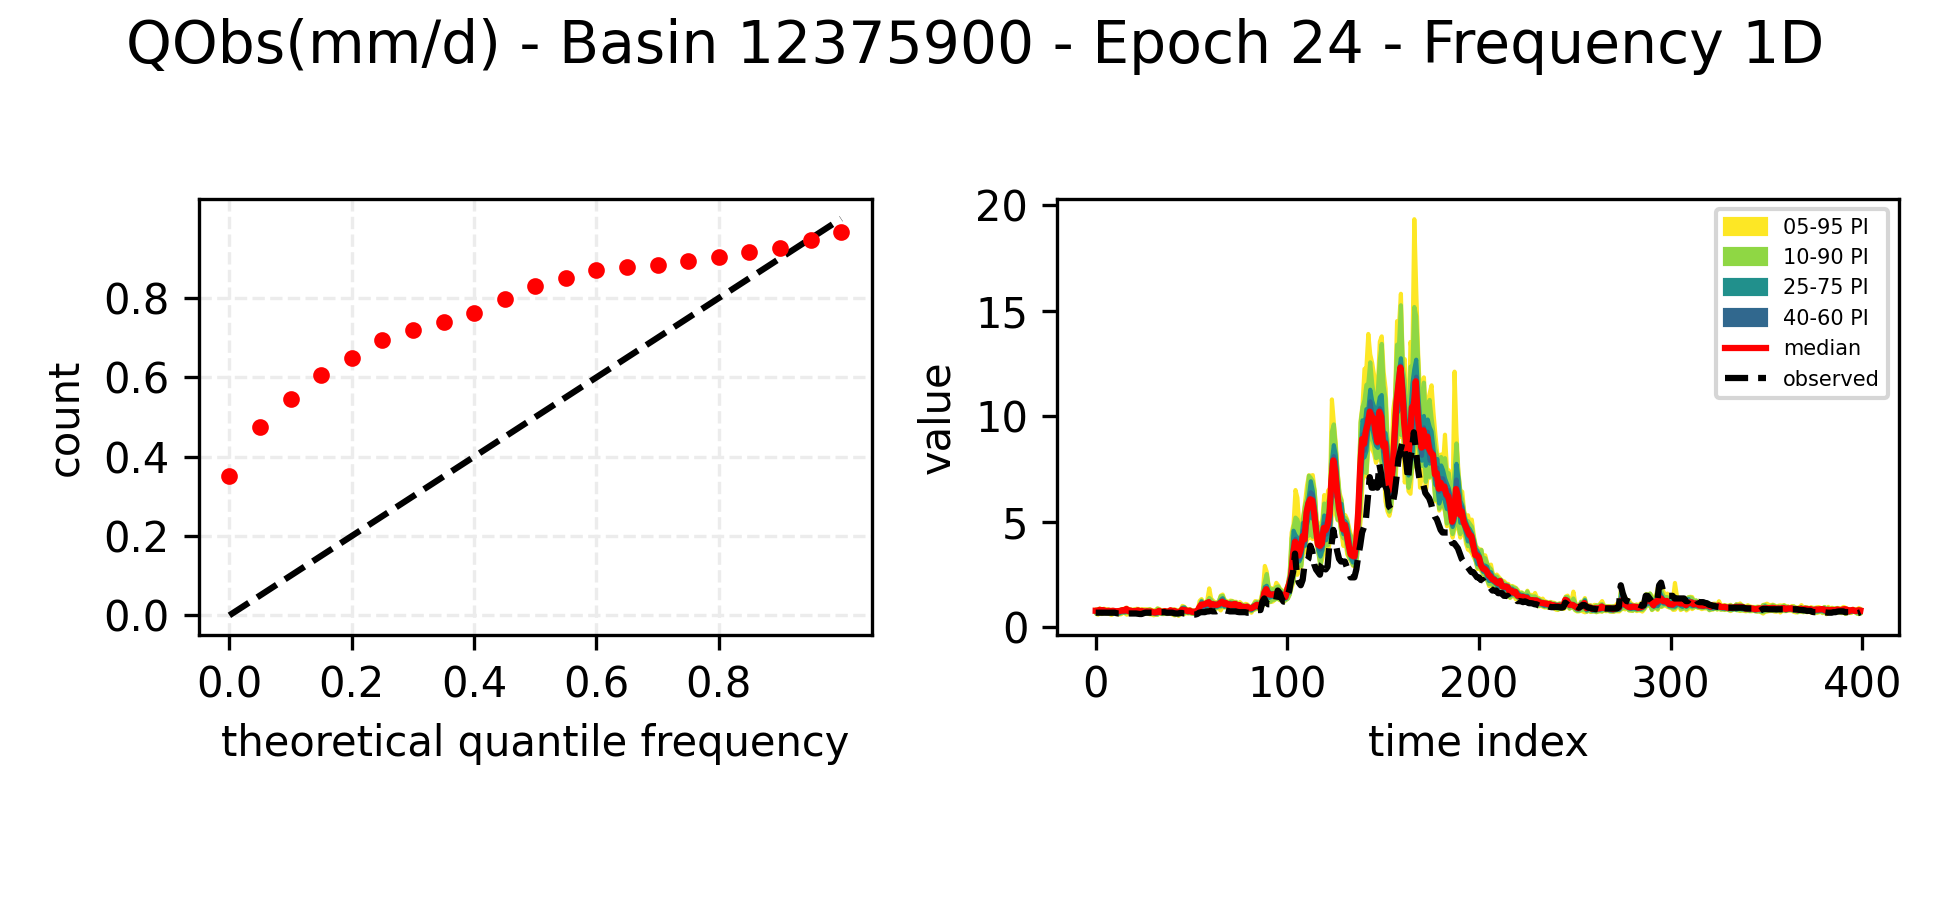 QObs(mm/d) - Basin 12375900 - Epoch 24 - Frequency 1D
count
0.8
0.6
0.4
0.2
0.0
0.0 0.2 0.4 0.6 0.8
theoretical quantile frequency
value
20
15
10
5
0
0 100 200 300 400
time index
05-95 PI
10-90 PI
25-75 PI
40-60 PI
median
observed